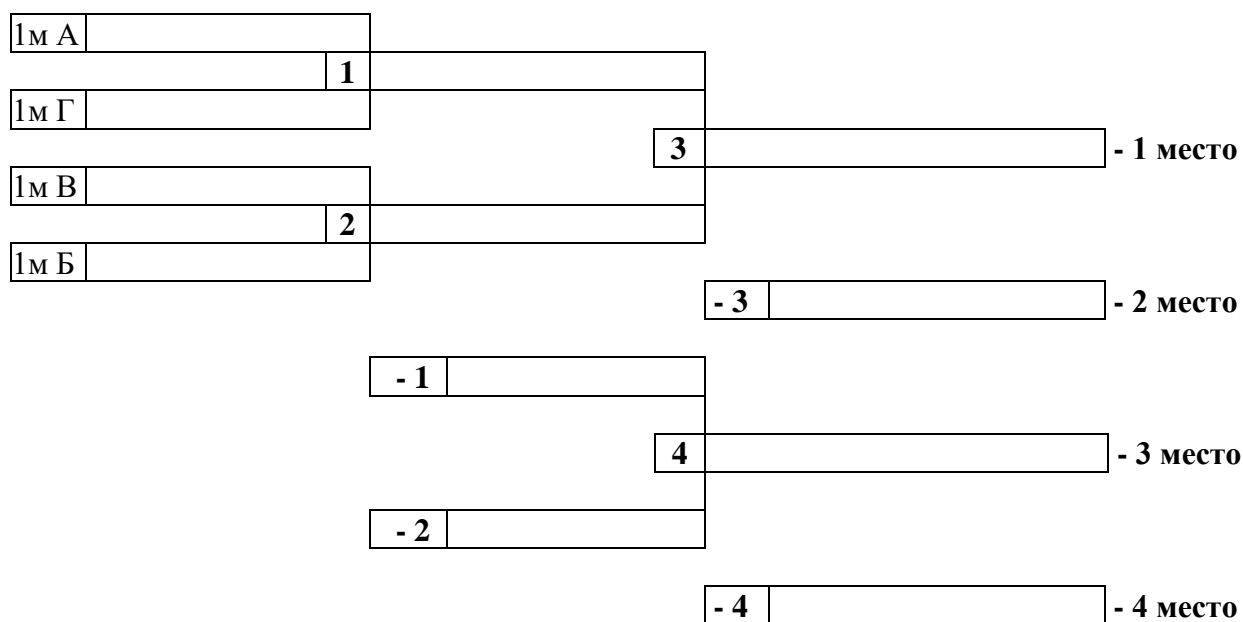 1м А
1
1м Г
3 - 1 место
1м В
2
1м Б
- 3 - 2 место
- 1
4 - 3 место
- 2
- 4 - 4 место